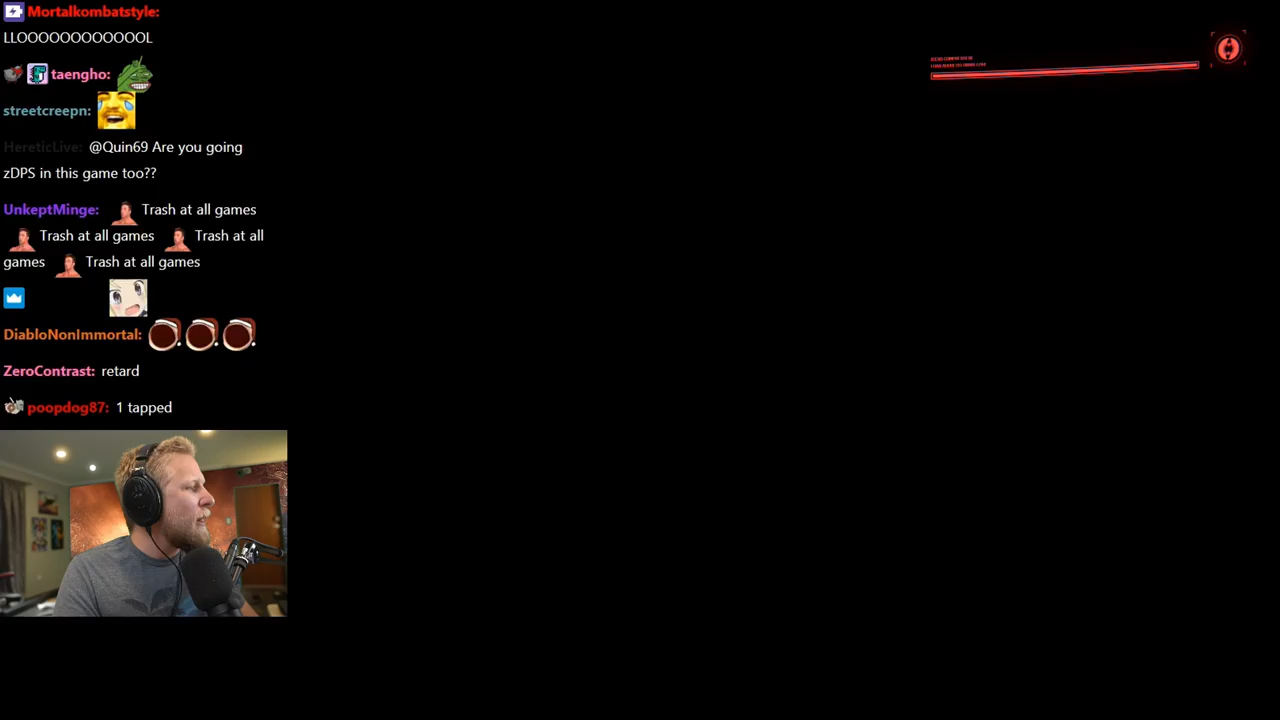 Mortalkombatstyle:
LLOOOOOOOOOOOOL
taengho:
streetcreepn:
HereticLive: @Quin69 Are you going
zDPS in this game too??
UnkeptMinge: Trash at all games
Trash at all games Trash at all
games Trash at all games
DiabloNonImmortal:
ZeroContrast: retard
poopdog87: 1 tapped